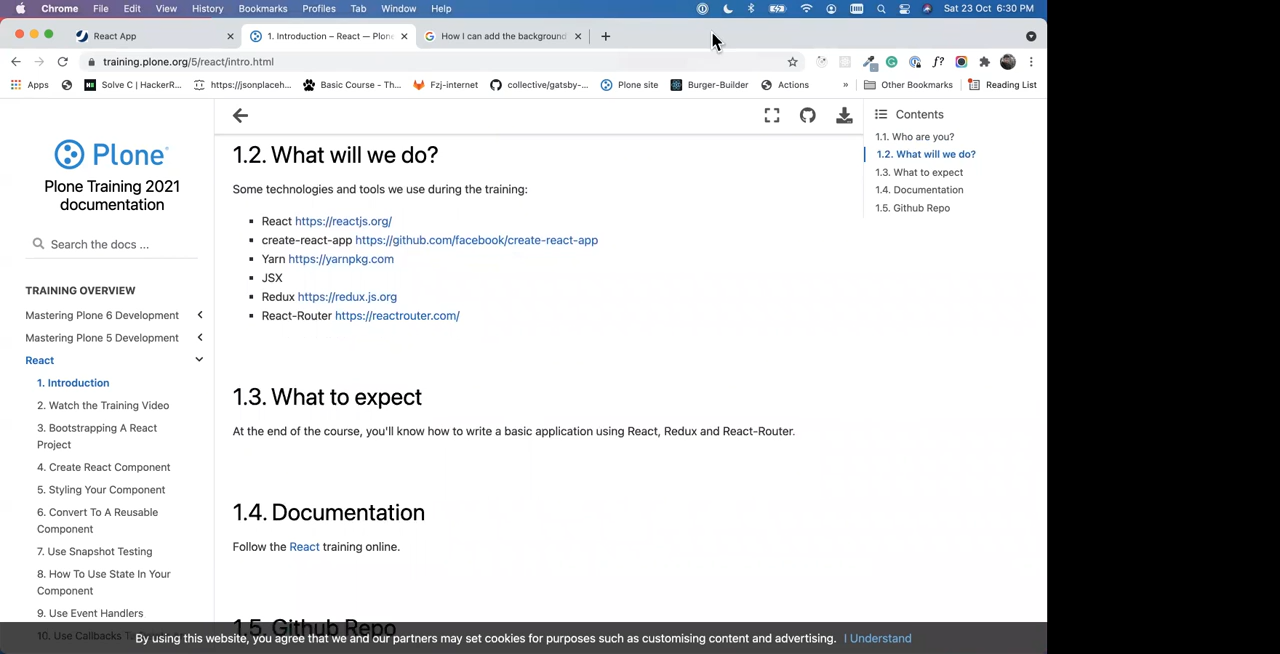 Chrome File Edit View History Bookmarks Profiles Tab Window Help Sat 23 Oct 6:30 PM
React App 1. Introduction – React — Plone How I can add the background
training.plone.org/5/react/intro.html
Apps Solve C | HackerR... https://jsonplaceh... Basic Course - Th... Fzj-internet collective/gatsby-... Plone site Burger-Builder Actions » Other Bookmarks Reading List
Plone
Plone Training 2021
documentation
Search the docs ...
TRAINING OVERVIEW
Mastering Plone 6 Development
Mastering Plone 5 Development
React
1. Introduction
2. Watch the Training Video
3. Bootstrapping A React
Project
4. Create React Component
5. Styling Your Component
6. Convert To A Reusable
Component
7. Use Snapshot Testing
8. How To Use State In Your
Component
9. Use Event Handlers
10. Use Callbacks
1.2. What will we do?
Some technologies and tools we use during the training:
React https://reactjs.org/
create-react-app https://github.com/facebook/create-react-app
Yarn https://yarnpkg.com
JSX
Redux https://redux.js.org
React-Router https://reactrouter.com/
1.3. What to expect
At the end of the course, you'll know how to write a basic application using React, Redux and React-Router.
1.4. Documentation
Follow the React training online.
1.5. Github Repo
Contents
1.1. Who are you?
1.2. What will we do?
1.3. What to expect
1.4. Documentation
1.5. Github Repo
By using this website, you agree that we and our partners may set cookies for purposes such as customising content and advertising. I Understand